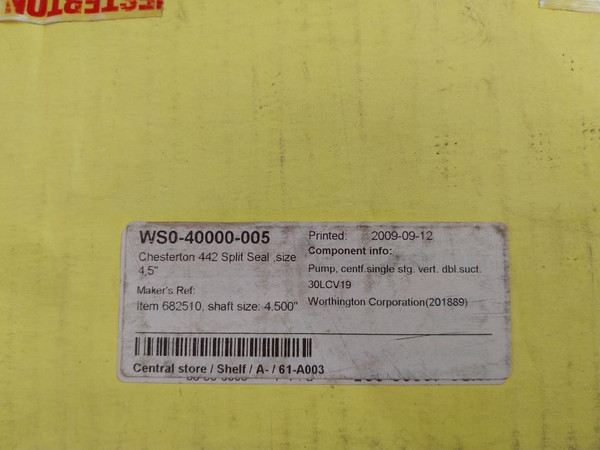 ESTERTON
WS0-40000-005
Chesterton 442 Split Seal ,size
4,5"
Maker's Ref:
Item 682510, shaft size: 4.500"
Printed: 2009-09-12
Component info:
Pump, centf.single stg. vert. dbl.suct.
30LCV19
Worthington Corporation(201889)
Central store / Shelf / A- / 61-A003